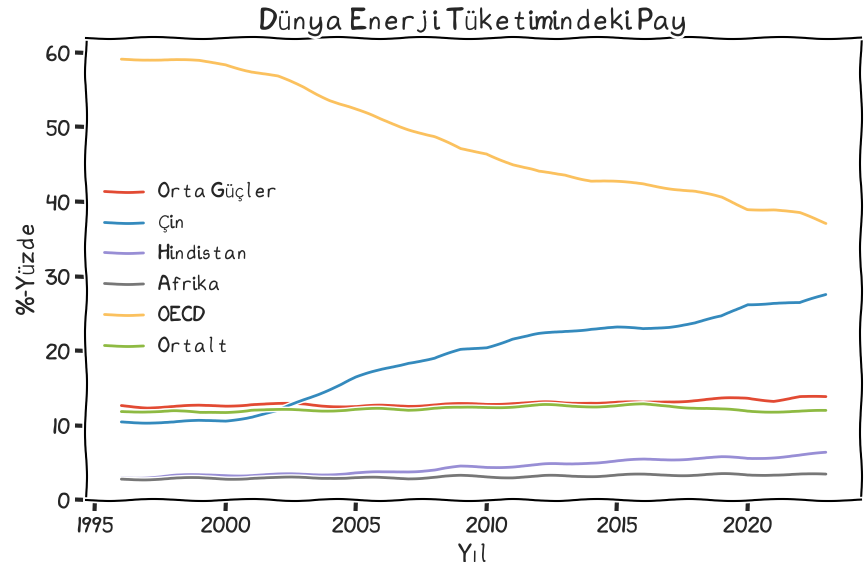 Dünya Enerji Tüketimindeki Pay
60
50
40
30
20
10
0
%-Yüzde
Orta Güçler
Çin
Hindistan
Afrika
OECD
Ortalt
1995 2000 2005 2010 2015 2020
Yıl